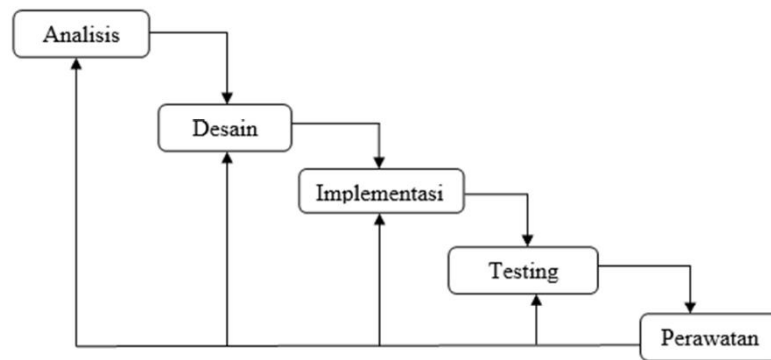 Analisis
Desain
Implementasi
Testing
Perawatan